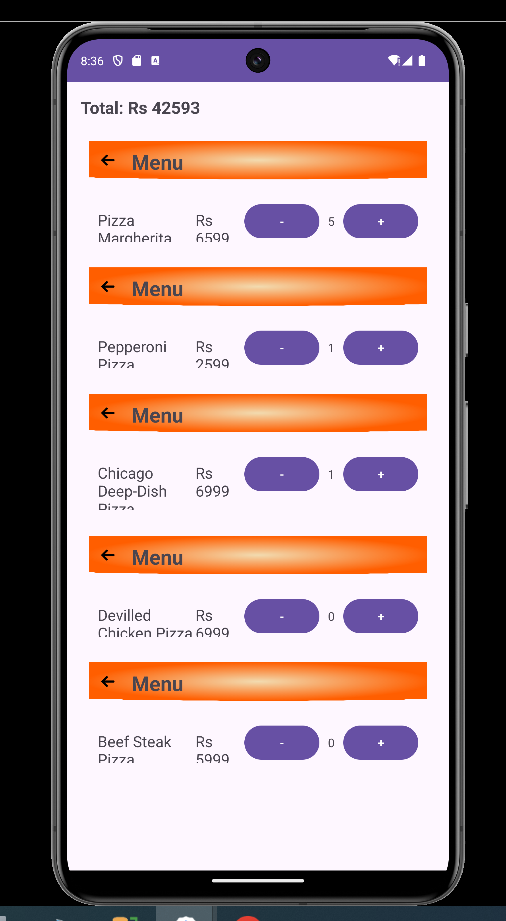 8:36
Total: Rs 42593
Menu
Pizza Rs - 5 +
Margherita 6599
Menu
Pepperoni Rs - 1 +
Pizza 2599
Menu
Chicago Rs - 1 +
Deep-Dish 6999
Pizza
Menu
Devilled Rs - 0 +
Chicken Pizza 6999
Menu
Beef Steak Rs - 0 +
Pizza 5999